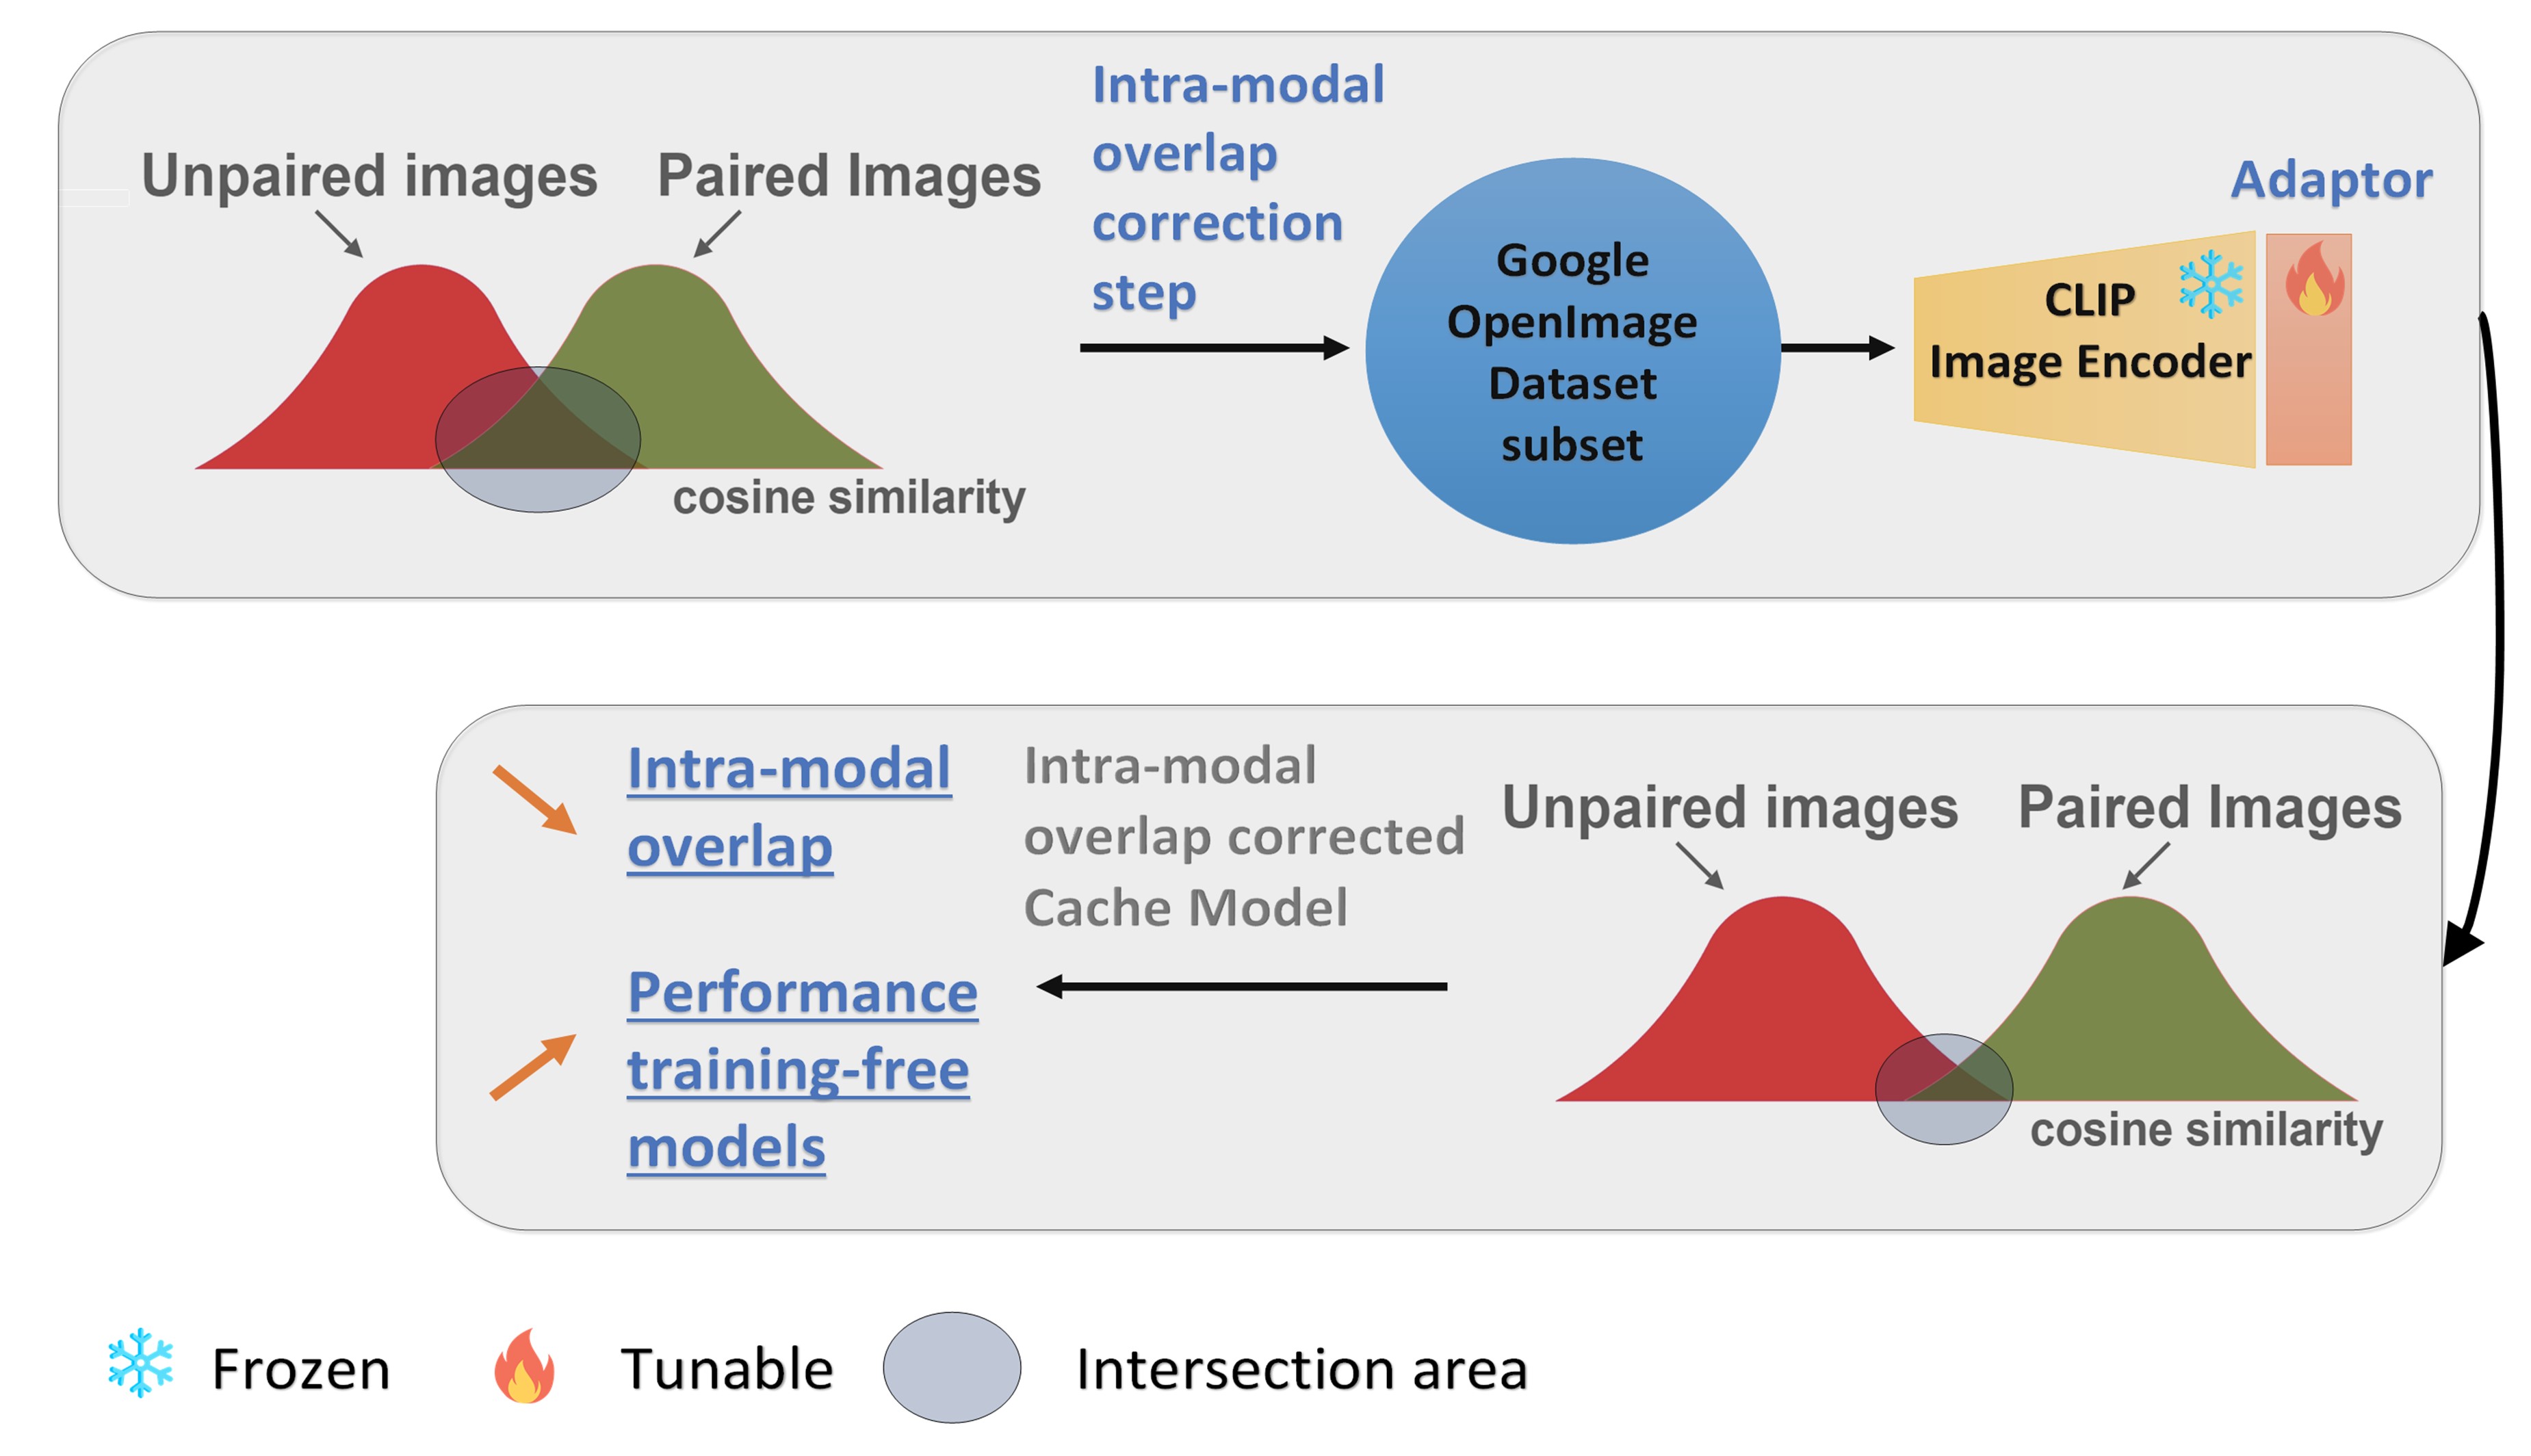 Unpaired images
Paired Images
cosine similarity
Intra-modal
overlap
correction
step
Google
OpenImage
Dataset
subset
CLIP
Image Encoder
Adaptor
Intra-modal
overlap
Performance
training-free
models
Intra-modal
overlap corrected
Cache Model
Unpaired images
Paired Images
cosine similarity
Frozen
Tunable
Intersection area